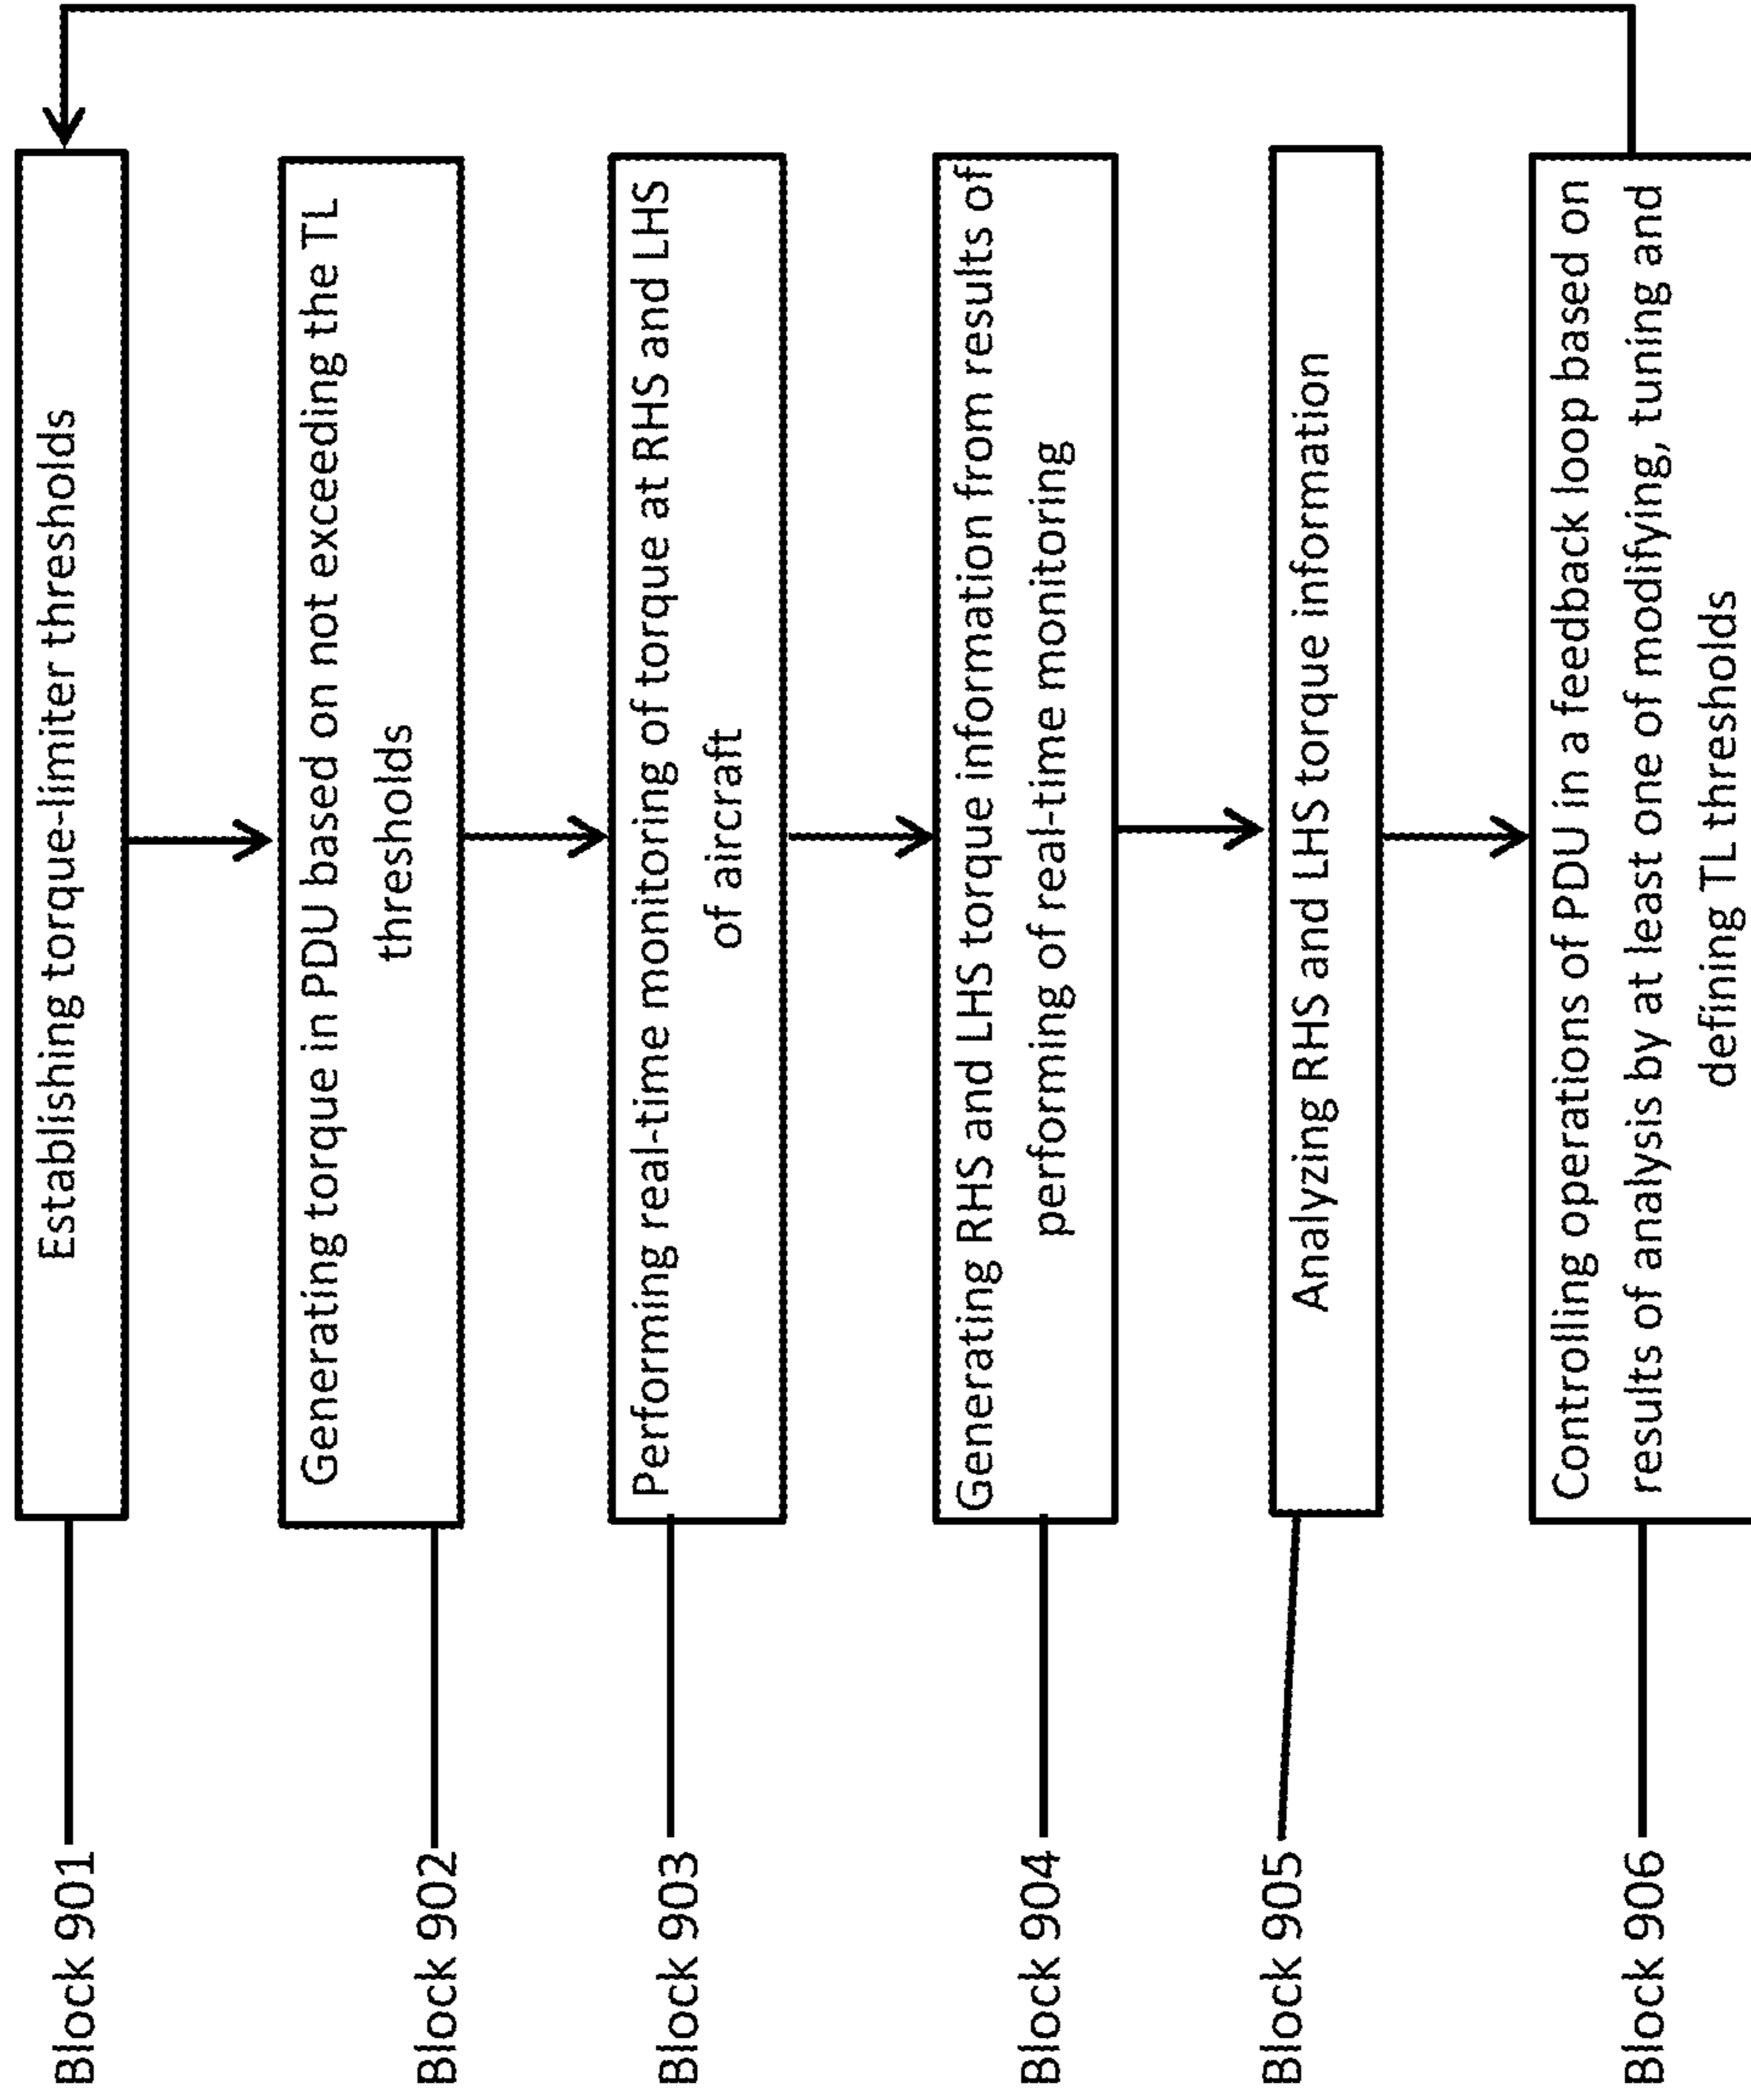 Block 901
Establishing torque-limiter thresholds
Block 902
Generating torque in PDU based on not exceeding the TL
thresholds
Block 903
Performing real-time monitoring of torque at RHS and LHS
of aircraft
Block 904
Generating RHS and LHS torque information from results of
performing of real-time monitoring
Block 905
Analyzing RHS and LHS torque information
Block 906
Controlling operations of PDU in a feedback loop based on
results of analysis by at least one of modifying, tuning and
defining TL thresholds